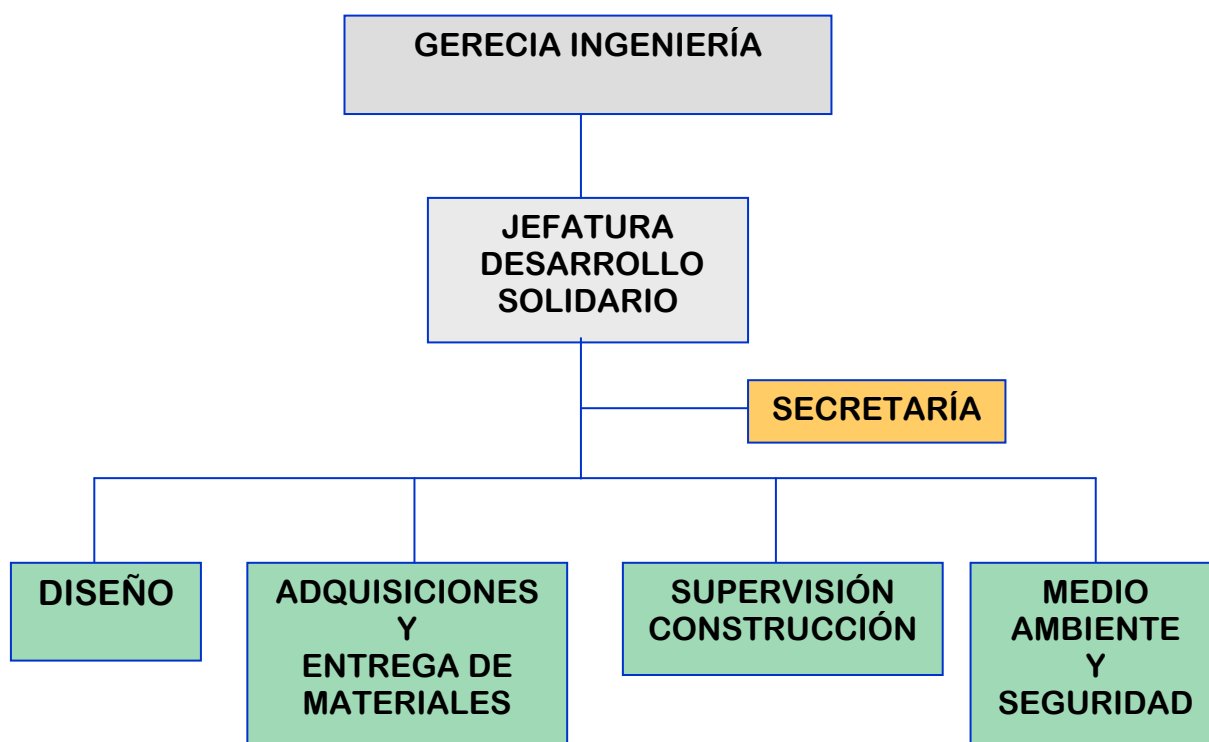 GERECIA INGENIERÍA
JEFATURA
DESARROLLO
SOLIDARIO
SECRETARÍA
DISEÑO
ADQUISICIONES
Y
ENTREGA DE
MATERIALES
SUPERVISIÓN
CONSTRUCCIÓN
MEDIO
AMBIENTE
Y
SEGURIDAD